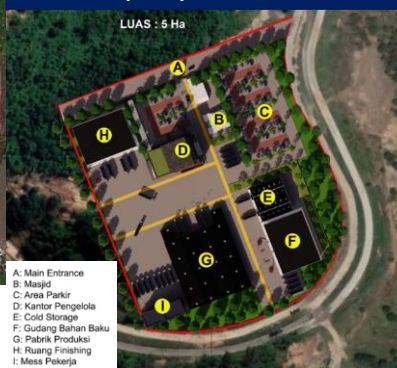 LUAS : 5 Ha
A
B
C
D
E
F
G
H
I
A: Main Entrance
B: Masjid
C: Area Parkir
D: Kantor Pengelola
E: Cold Storage
F: Gudang Bahan Baku
G: Pabrik Produksi
H: Ruang Finishing
I: Mess Pekerja